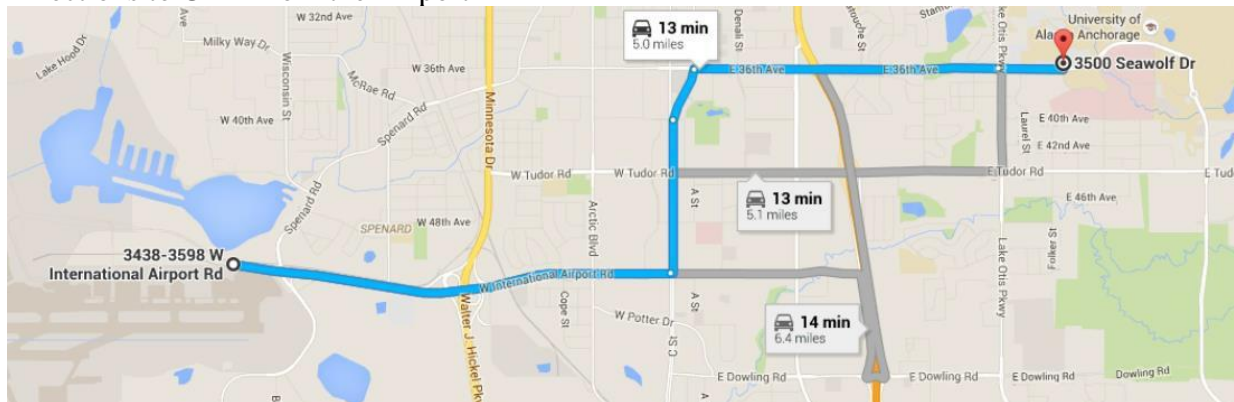 W 32nd Ave
Denali St
University of
Alaska Anchorage
Lake Hood Dr
Milky Way Dr
Wisconsin St
McRae Rd
W 36th Ave
13 min
5.0 miles
E 36th Ave
E 36th Ave
Lake Otis Pkwy
3500 Seawolf Dr
W 40th Ave
Spenard Rd
Minnesota Dr
Laurel St
E 40th Ave
E 42nd Ave
W Tudor Rd
W Tudor Rd
E Tudor Rd
E Tudo
Spenard Rd
13 min
5.1 miles
A St
E 46th Ave
SPENARD
W 48th Ave
Arctic Blvd
Folker St
Lake Otis Pkwy
3438-3598 W
International Airport Rd
W International Airport Rd
Cope St
A St
W Potter Dr
C St
14 min
6.4 miles
Walter J. Hickel Pk
E Dowling Rd
E Dowling Rd
Dowling Rd